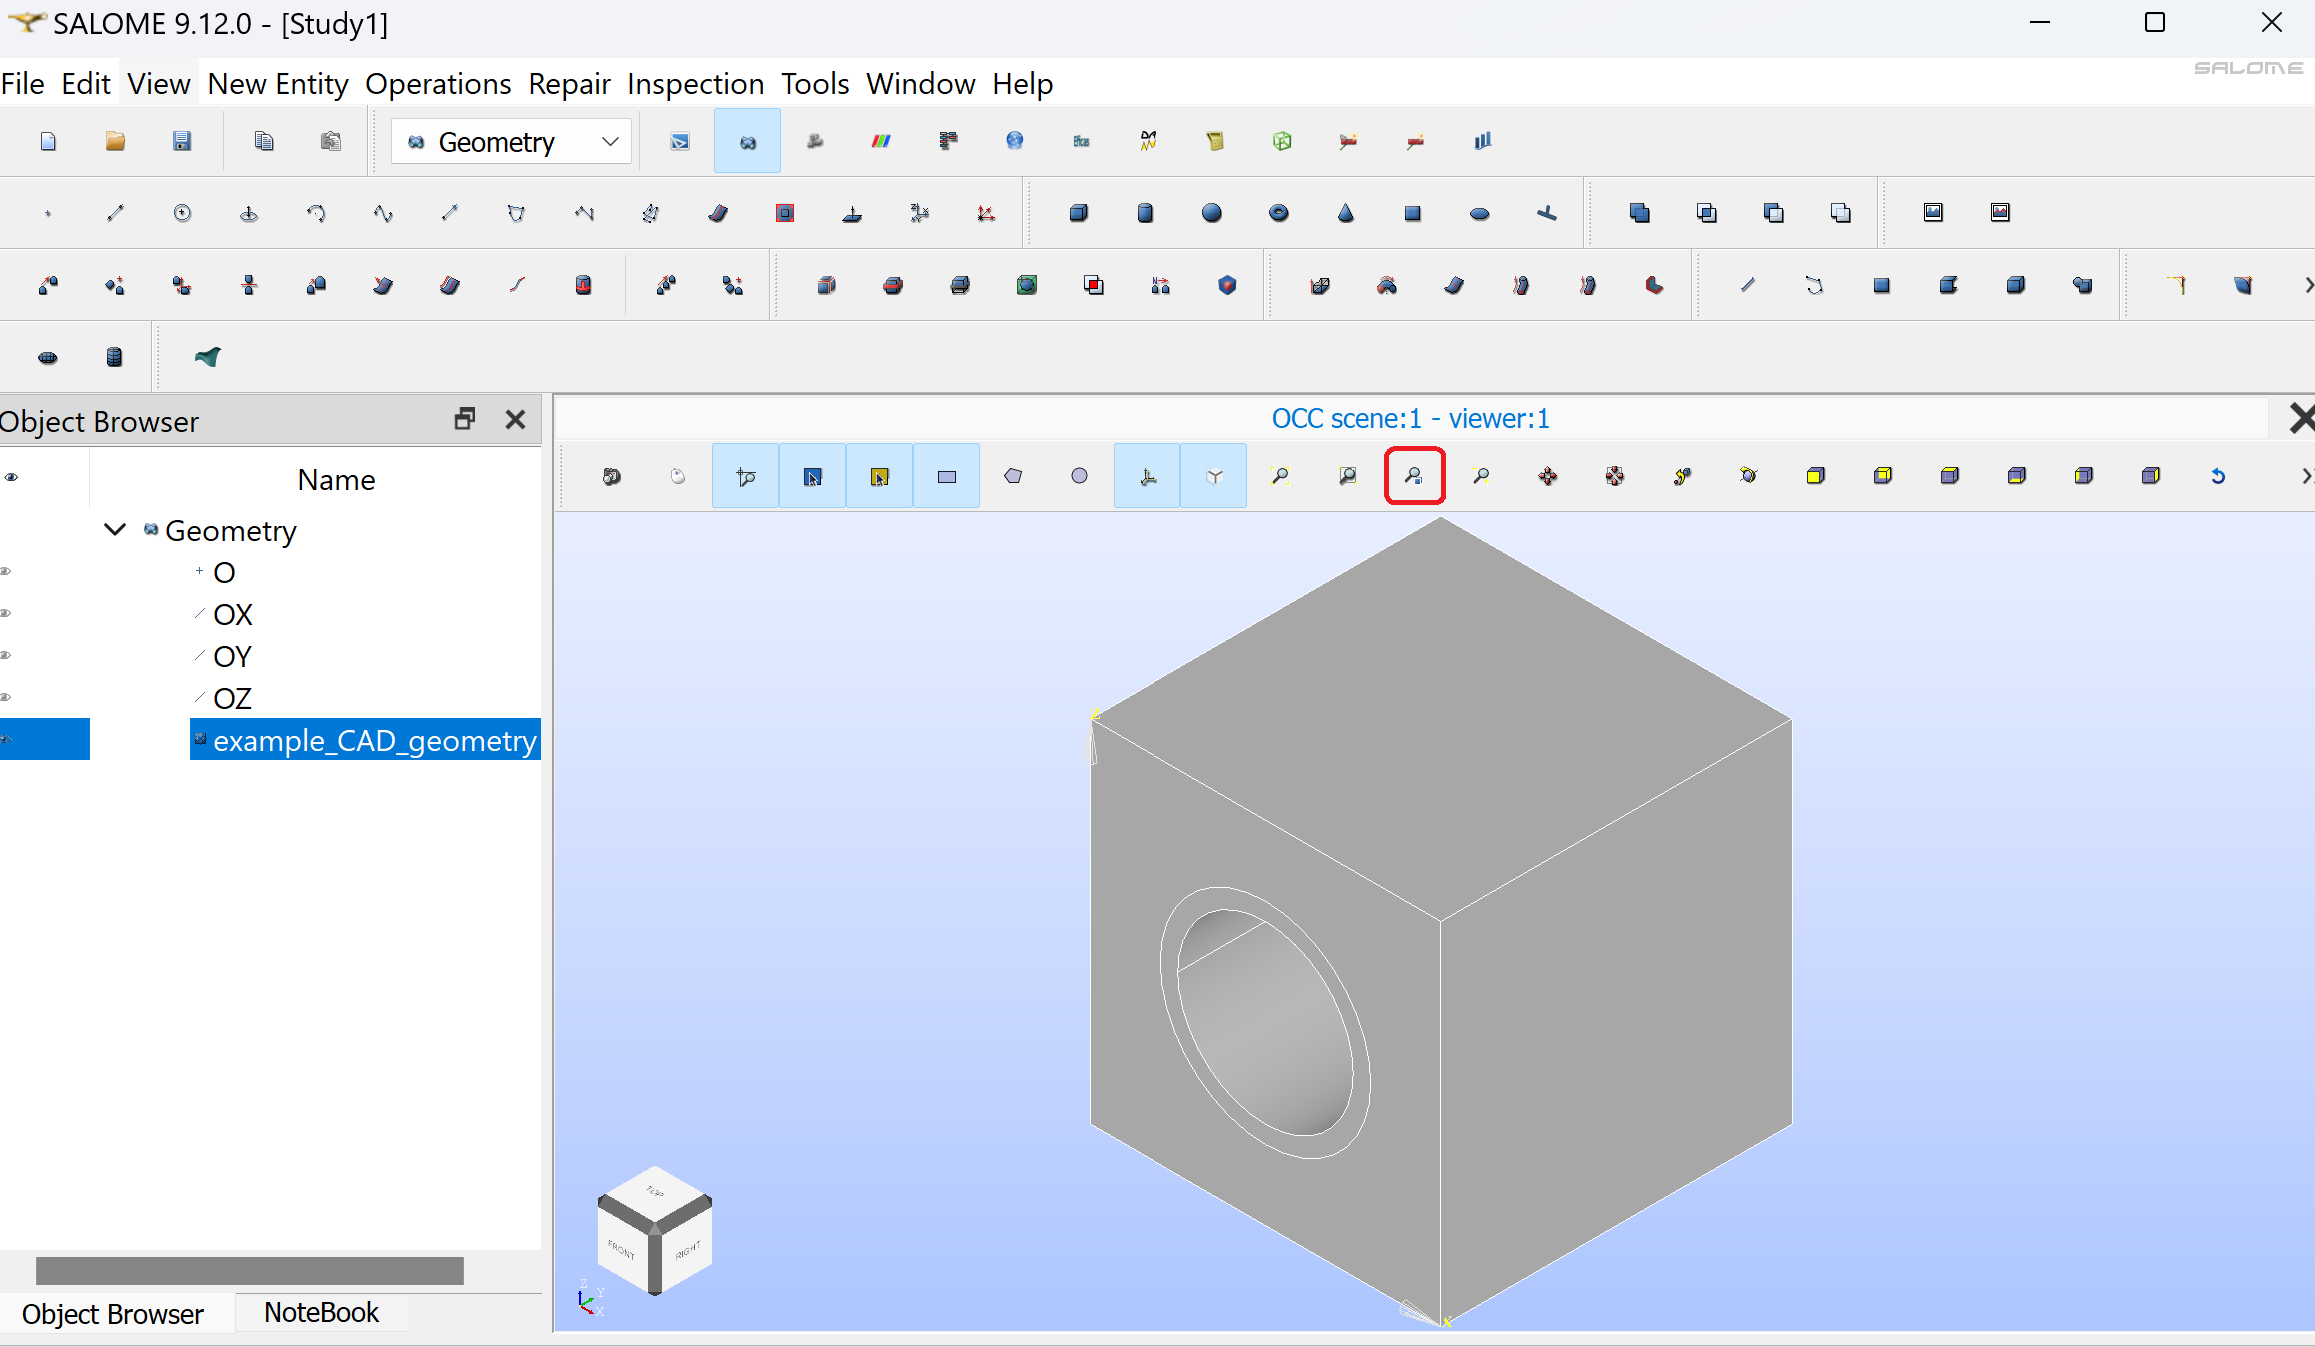 SALOME 9.12.0 - [Study1]
File Edit View New Entity Operations Repair Inspection Tools Window Help
SALOME
Geometry
Eficas
Object Browser
OCC scene:1 - viewer:1
Name
Geometry
O
OX
OY
OZ
example_CAD_geometry
Z
TOP
FRONT
RIGHT
Z
Y
X
X
Object Browser
NoteBook